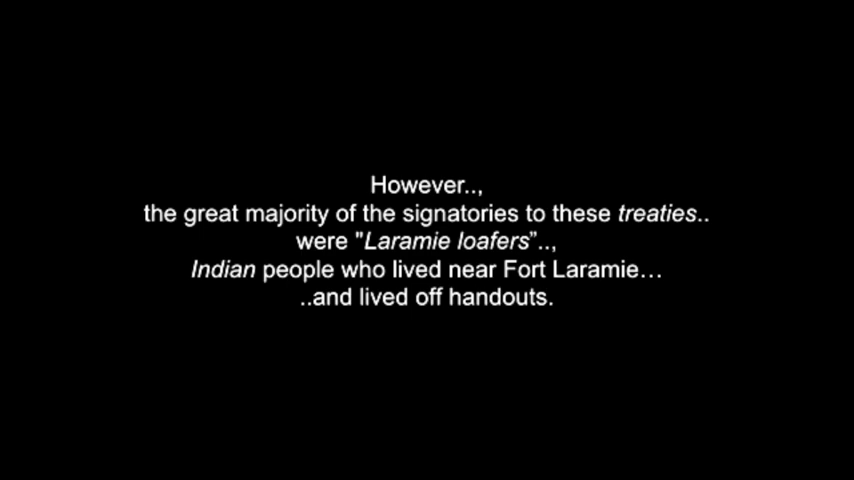 However..,
the great majority of the signatories to these treaties..
were "Laramie loafers”..,
Indian people who lived near Fort Laramie…
..and lived off handouts.